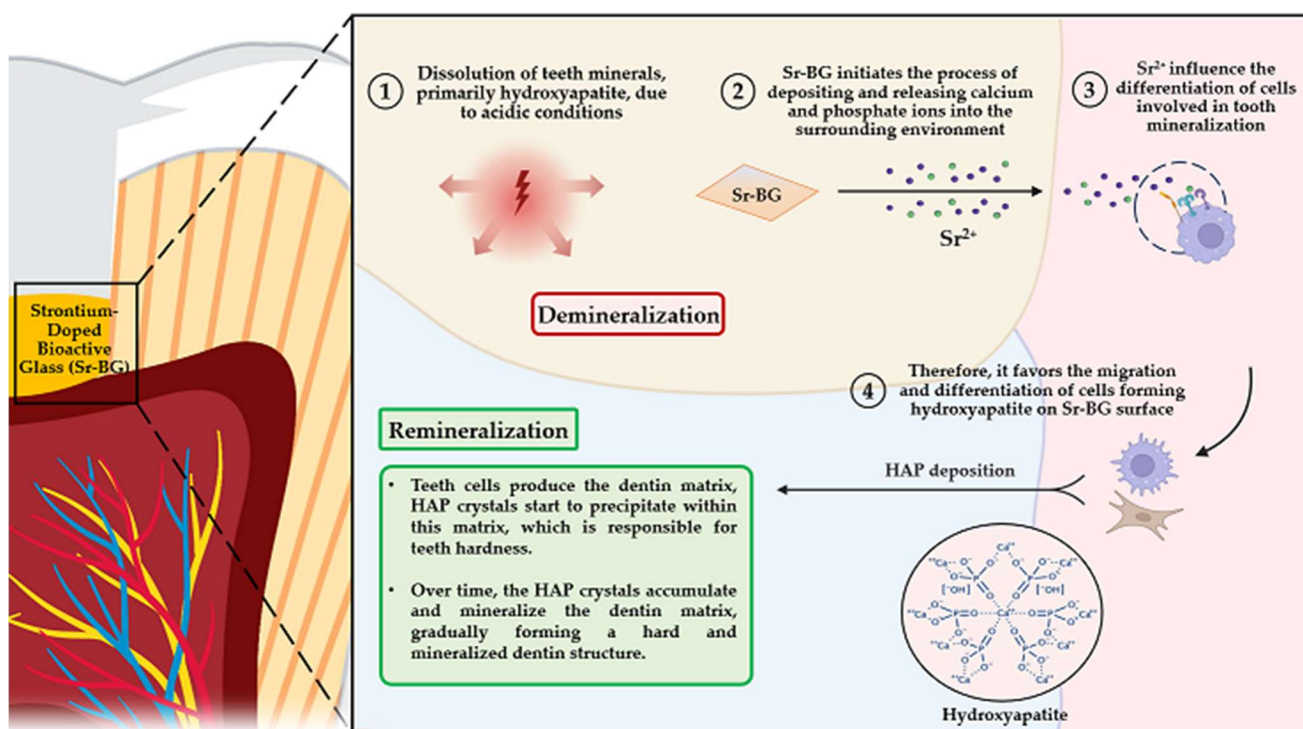 Strontium-
Doped
Bioactive
Glass (Sr-BG)
1
Dissolution of teeth minerals,
primarily hydroxyapatite, due
to acidic conditions
2
Sr-BG initiates the process of
depositing and releasing calcium
and phosphate ions into the
surrounding environment
3
Sr²⁺ influence the
differentiation of cells
involved in tooth
mineralization
Sr-BG
Sr²⁺
Demineralization
4
Therefore, it favors the migration
and differentiation of cells forming
hydroxyapatite on Sr-BG surface
HAP deposition
Remineralization
• Teeth cells produce the dentin matrix,
HAP crystals start to precipitate within
this matrix, which is responsible for
teeth hardness.
• Over time, the HAP crystals accumulate
and mineralize the dentin matrix,
gradually forming a hard and
mineralized dentin structure.
Hydroxyapatite